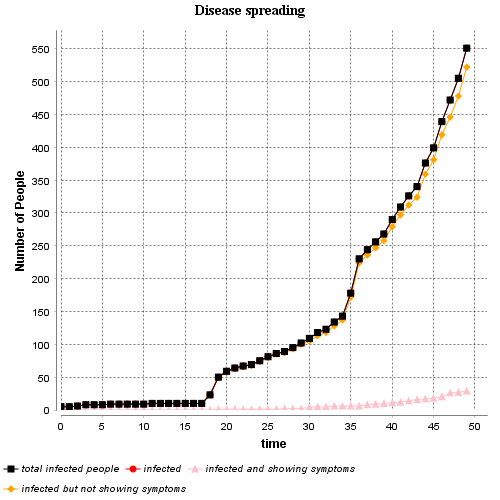 Disease spreading
Number of People
550
500
450
400
350
300
250
200
150
100
50
0
0 5 10 15 20 25 30 35 40 45 50
time
total infected people infected infected and showing symptoms
infected but not showing symptoms